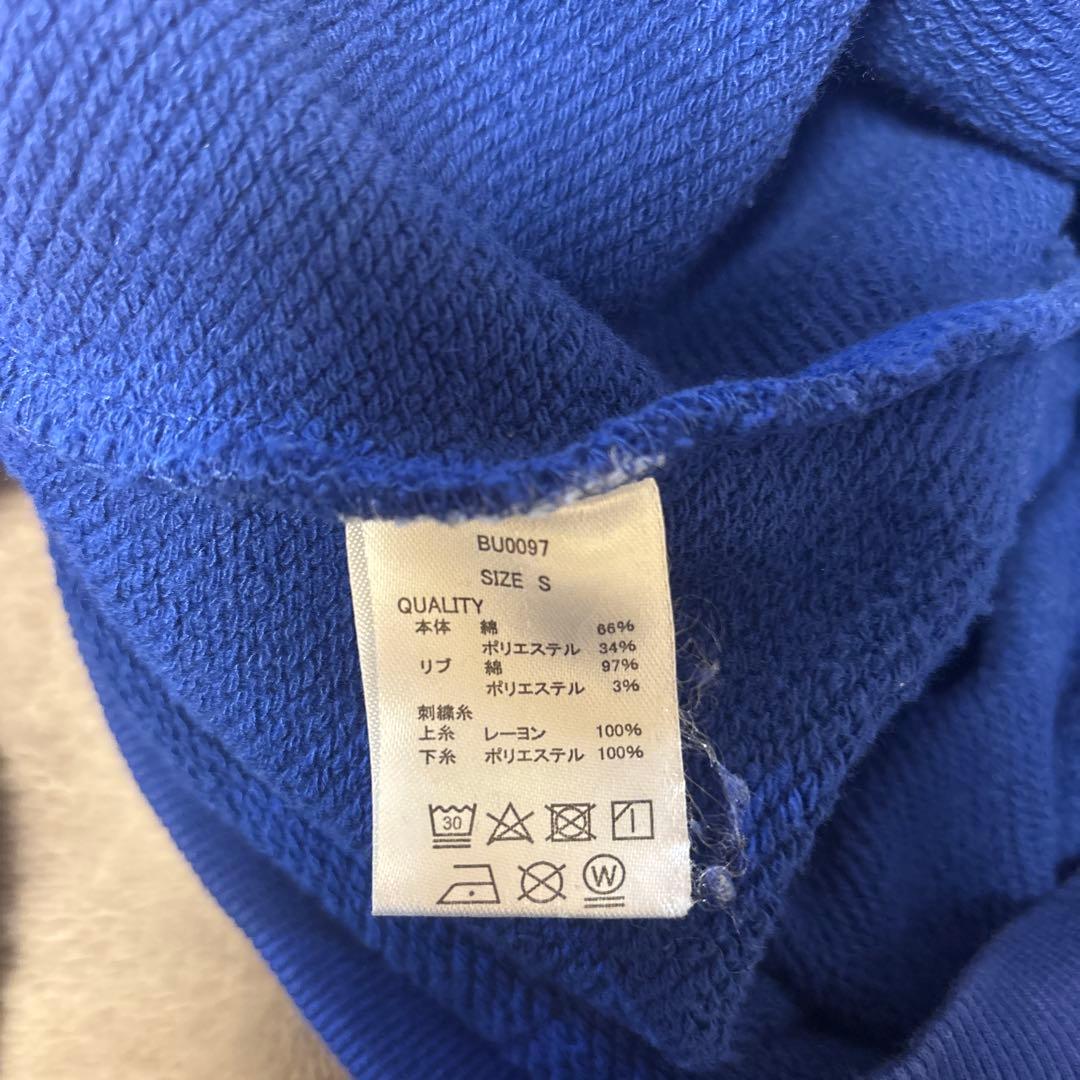 BU0097
SIZE S
QUALITY
本体 綿 66%
ポリエステル 34%
リブ 綿 97%
ポリエステル 3%
刺繍糸
上糸 レーヨン 100%
下糸 ポリエステル 100%
30
W